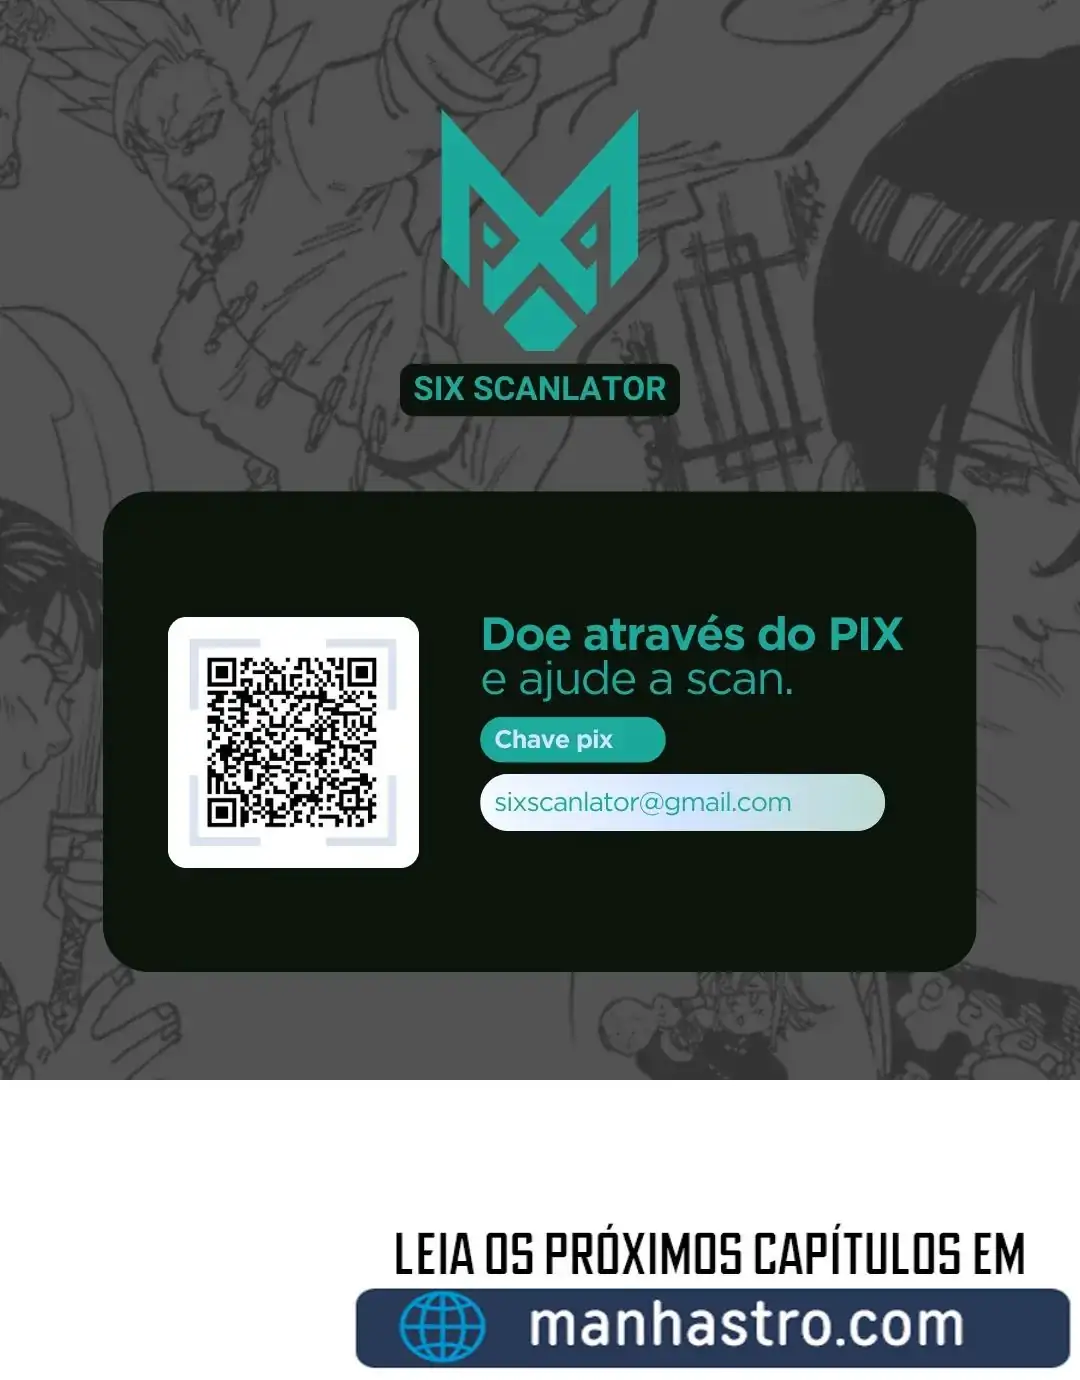 SIX SCANLATOR
Doe através do PIX
e ajude a scan.
Chave pix
sixscanlator@gmail.com
LEIA OS PRÓXIMOS CAPÍTULOS EM
manhastro.com